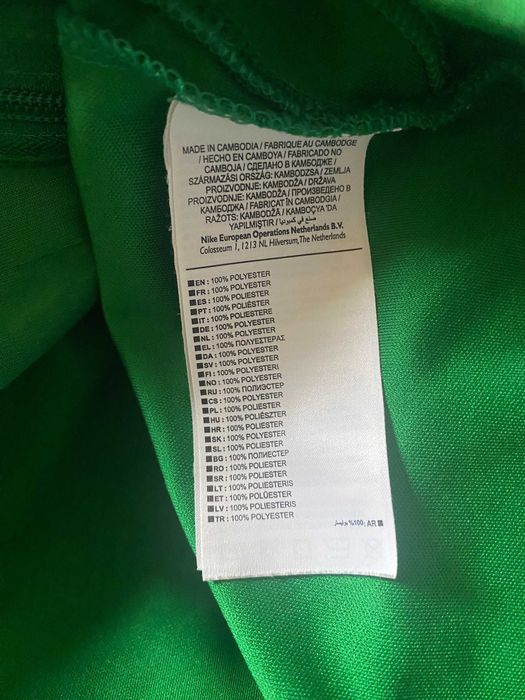 MADE IN CAMBODIA / FABRIQUE AU CAMBODGE
/ HECHO EN CAMBOYA / FABRICADO NO
CAMBOJA / СДЕЛАНО В КАМБОДЖЕ /
SZÁRMAZÁSI ORSZÁG: KAMBODZSA / ZEMLJA
PROIZVODNJE: KAMBODŽA / DRŽAVA
PROIZVODNJE: KAMBODŽA / ПРОИЗВЕДЕНО В
КАМБОДЖА / FABRICAT ÎN CAMBODGIA /
RAŽOTS: KAMBODŽĀ / KAMBOÇYA 'DA
YAPILMIŞTIR / صنع في كمبوديا
Nike European Operations Netherlands B.V.
Colosseum 1, 1213 NL Hilversum, The Netherlands
EN : 100% POLYESTER
FR : 100% POLYESTER
ES : 100% POLIÉSTER
PT : 100% POLIÉSTER
IT : 100% POLIESTERE
DE : 100% POLYESTER
NL : 100% POLYESTER
EL : 100% ΠΟΛΥΕΣΤΕΡΑΣ
DA : 100% POLYESTER
SV : 100% POLYESTER
FI : 100% POLYESTERI
NO : 100% POLYESTER
RU : 100% ПОЛИЭСТЕР
CS : 100% POLYESTER
PL : 100% POLIESTER
HU : 100% POLIÉSZTER
HR : 100% POLIESTER
SK : 100% POLYESTER
SL : 100% POLIESTER
BG : 100% ПОЛИЕСТЕР
RO : 100% POLIESTER
SR : 100% POLIESTER
LT : 100% POLIESTERIS
ET : 100% POLÜESTER
LV : 100% POLIESTERIS
TR : 100% POLYESTER
AR : 100% بوليستر